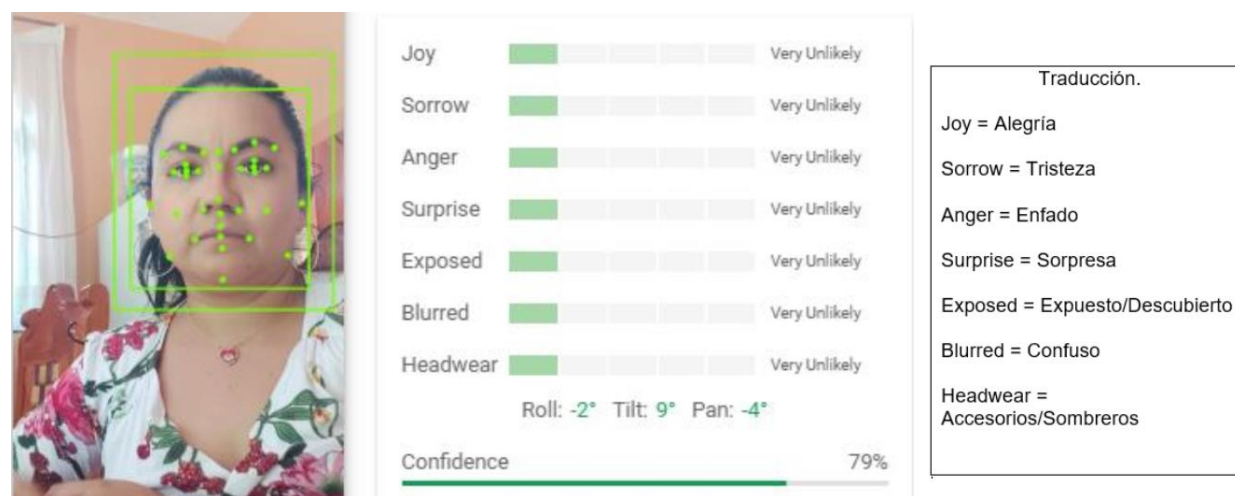 Joy Very Unlikely
Sorrow Very Unlikely
Anger Very Unlikely
Surprise Very Unlikely
Exposed Very Unlikely
Blurred Very Unlikely
Headwear Very Unlikely
Roll: -2° Tilt: 9° Pan: -4°
Confidence 79%
Traducción.
Joy = Alegría
Sorrow = Tristeza
Anger = Enfado
Surprise = Sorpresa
Exposed = Expuesto/Descubierto
Blurred = Confuso
Headwear =
Accesorios/Sombreros